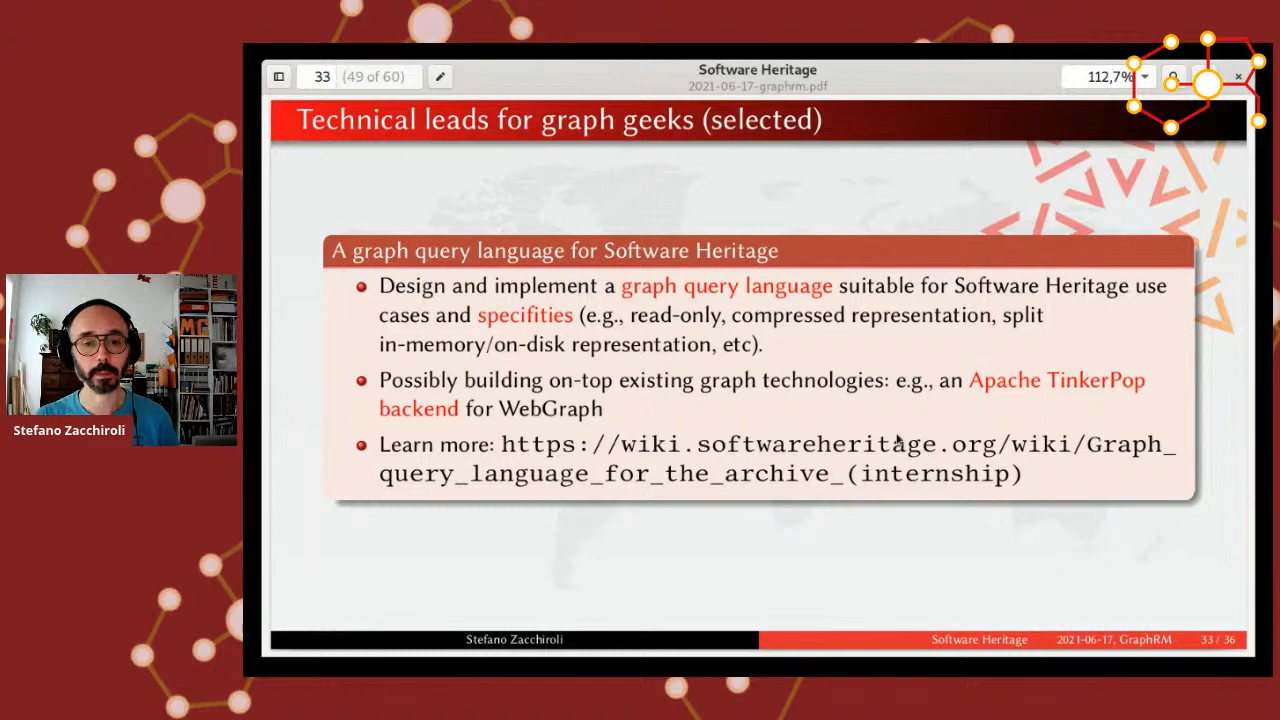 33 (49 of 60)
Software Heritage
2021-06-17-graphrm.pdf
112,7%
Technical leads for graph geeks (selected)
A graph query language for Software Heritage
Design and implement a graph query language suitable for Software Heritage use
cases and specifities (e.g., read-only, compressed representation, split
in-memory/on-disk representation, etc).
Possibly building on-top existing graph technologies: e.g., an Apache TinkerPop
backend for WebGraph
Learn more: https://wiki.softwareheritage.org/wiki/Graph_
query_language_for_the_archive_(internship)
Stefano Zacchiroli
Stefano Zacchiroli
Software Heritage 2021-06-17, GraphRM 33 / 36